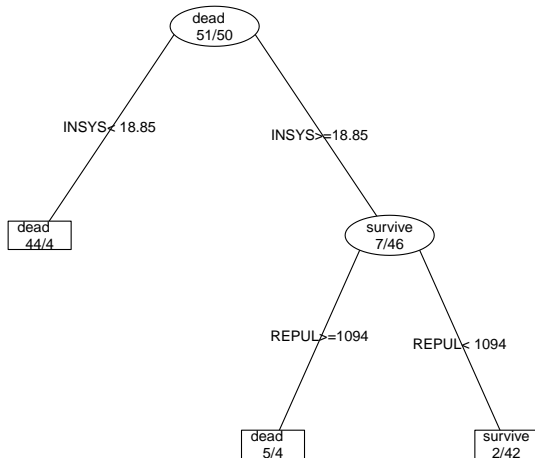 dead
51/50
INSYS< 18.85
INSYS>=18.85
dead
44/4
survive
7/46
REPUL>=1094
REPUL< 1094
dead
5/4
survive
2/42